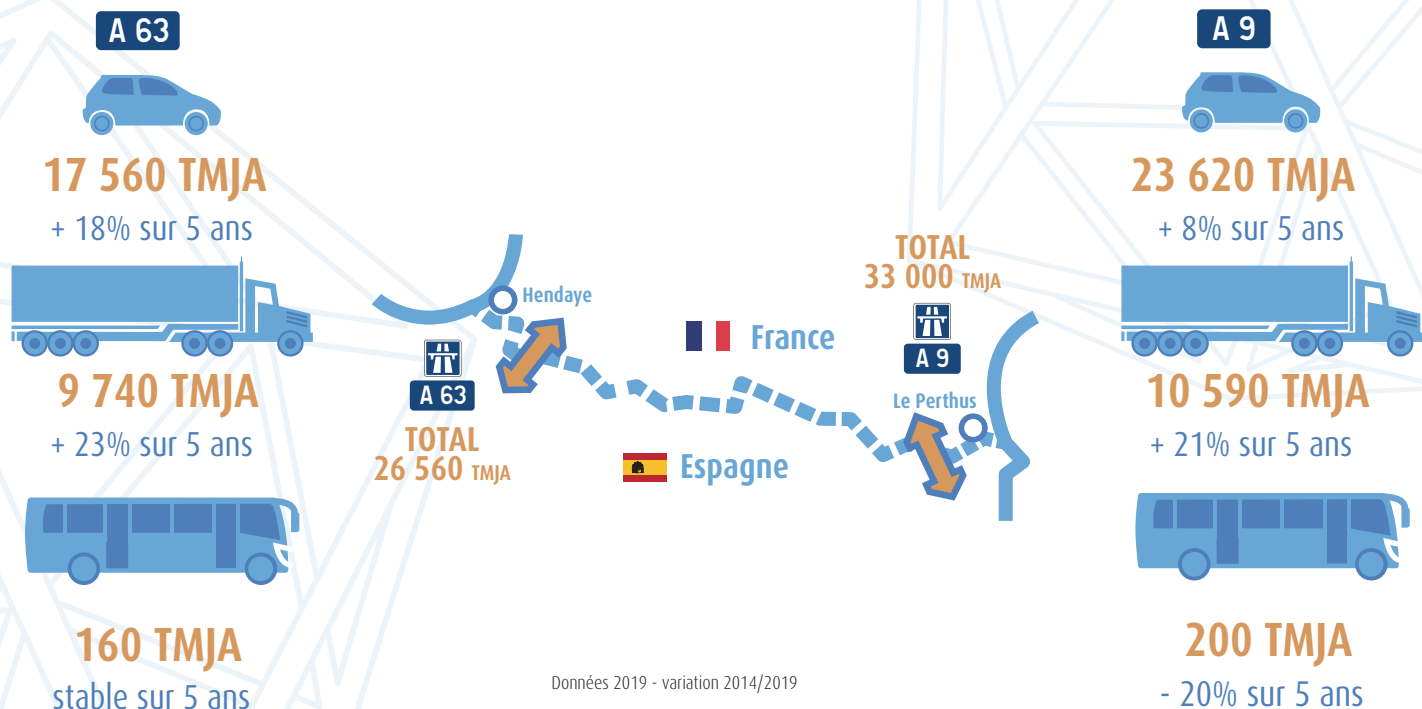 A 63
17 560 TMJA
+ 18% sur 5 ans
9 740 TMJA
+ 23% sur 5 ans
160 TMJA
stable sur 5 ans
Hendaye
A 63
TOTAL
26 560 TMJA
France
Espagne
TOTAL
33 000 TMJA
A 9
Le Perthus
Données 2019 - variation 2014/2019
A 9
23 620 TMJA
+ 8% sur 5 ans
10 590 TMJA
+ 21% sur 5 ans
200 TMJA
- 20% sur 5 ans